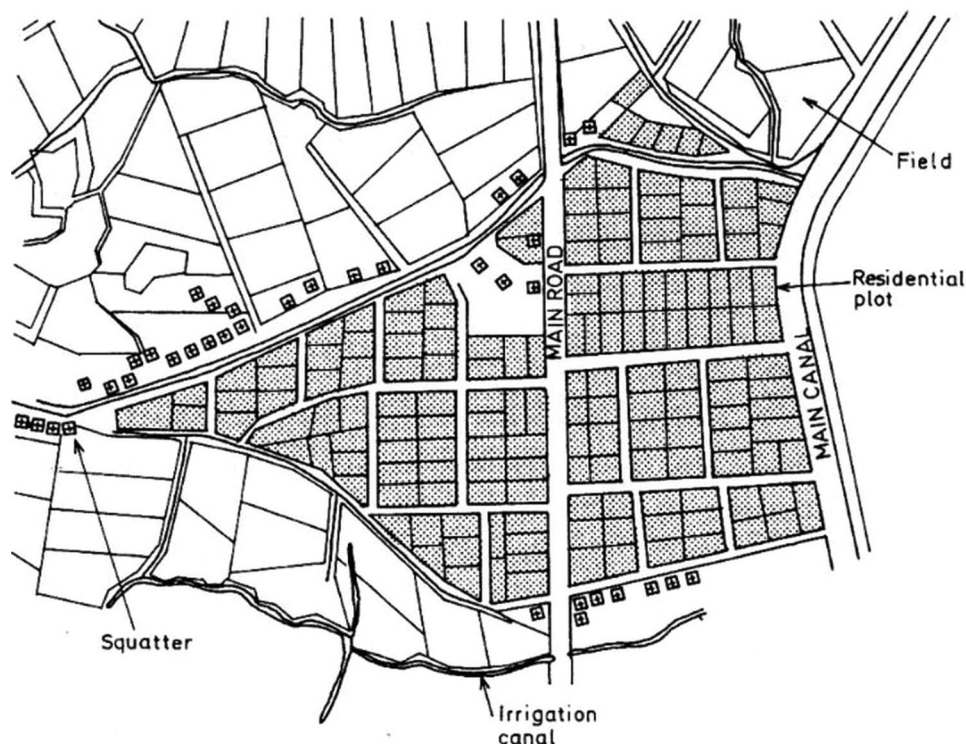 Field
MAIN ROAD
Residential
plot
MAIN CANAL
Squatter
Irrigation
canal